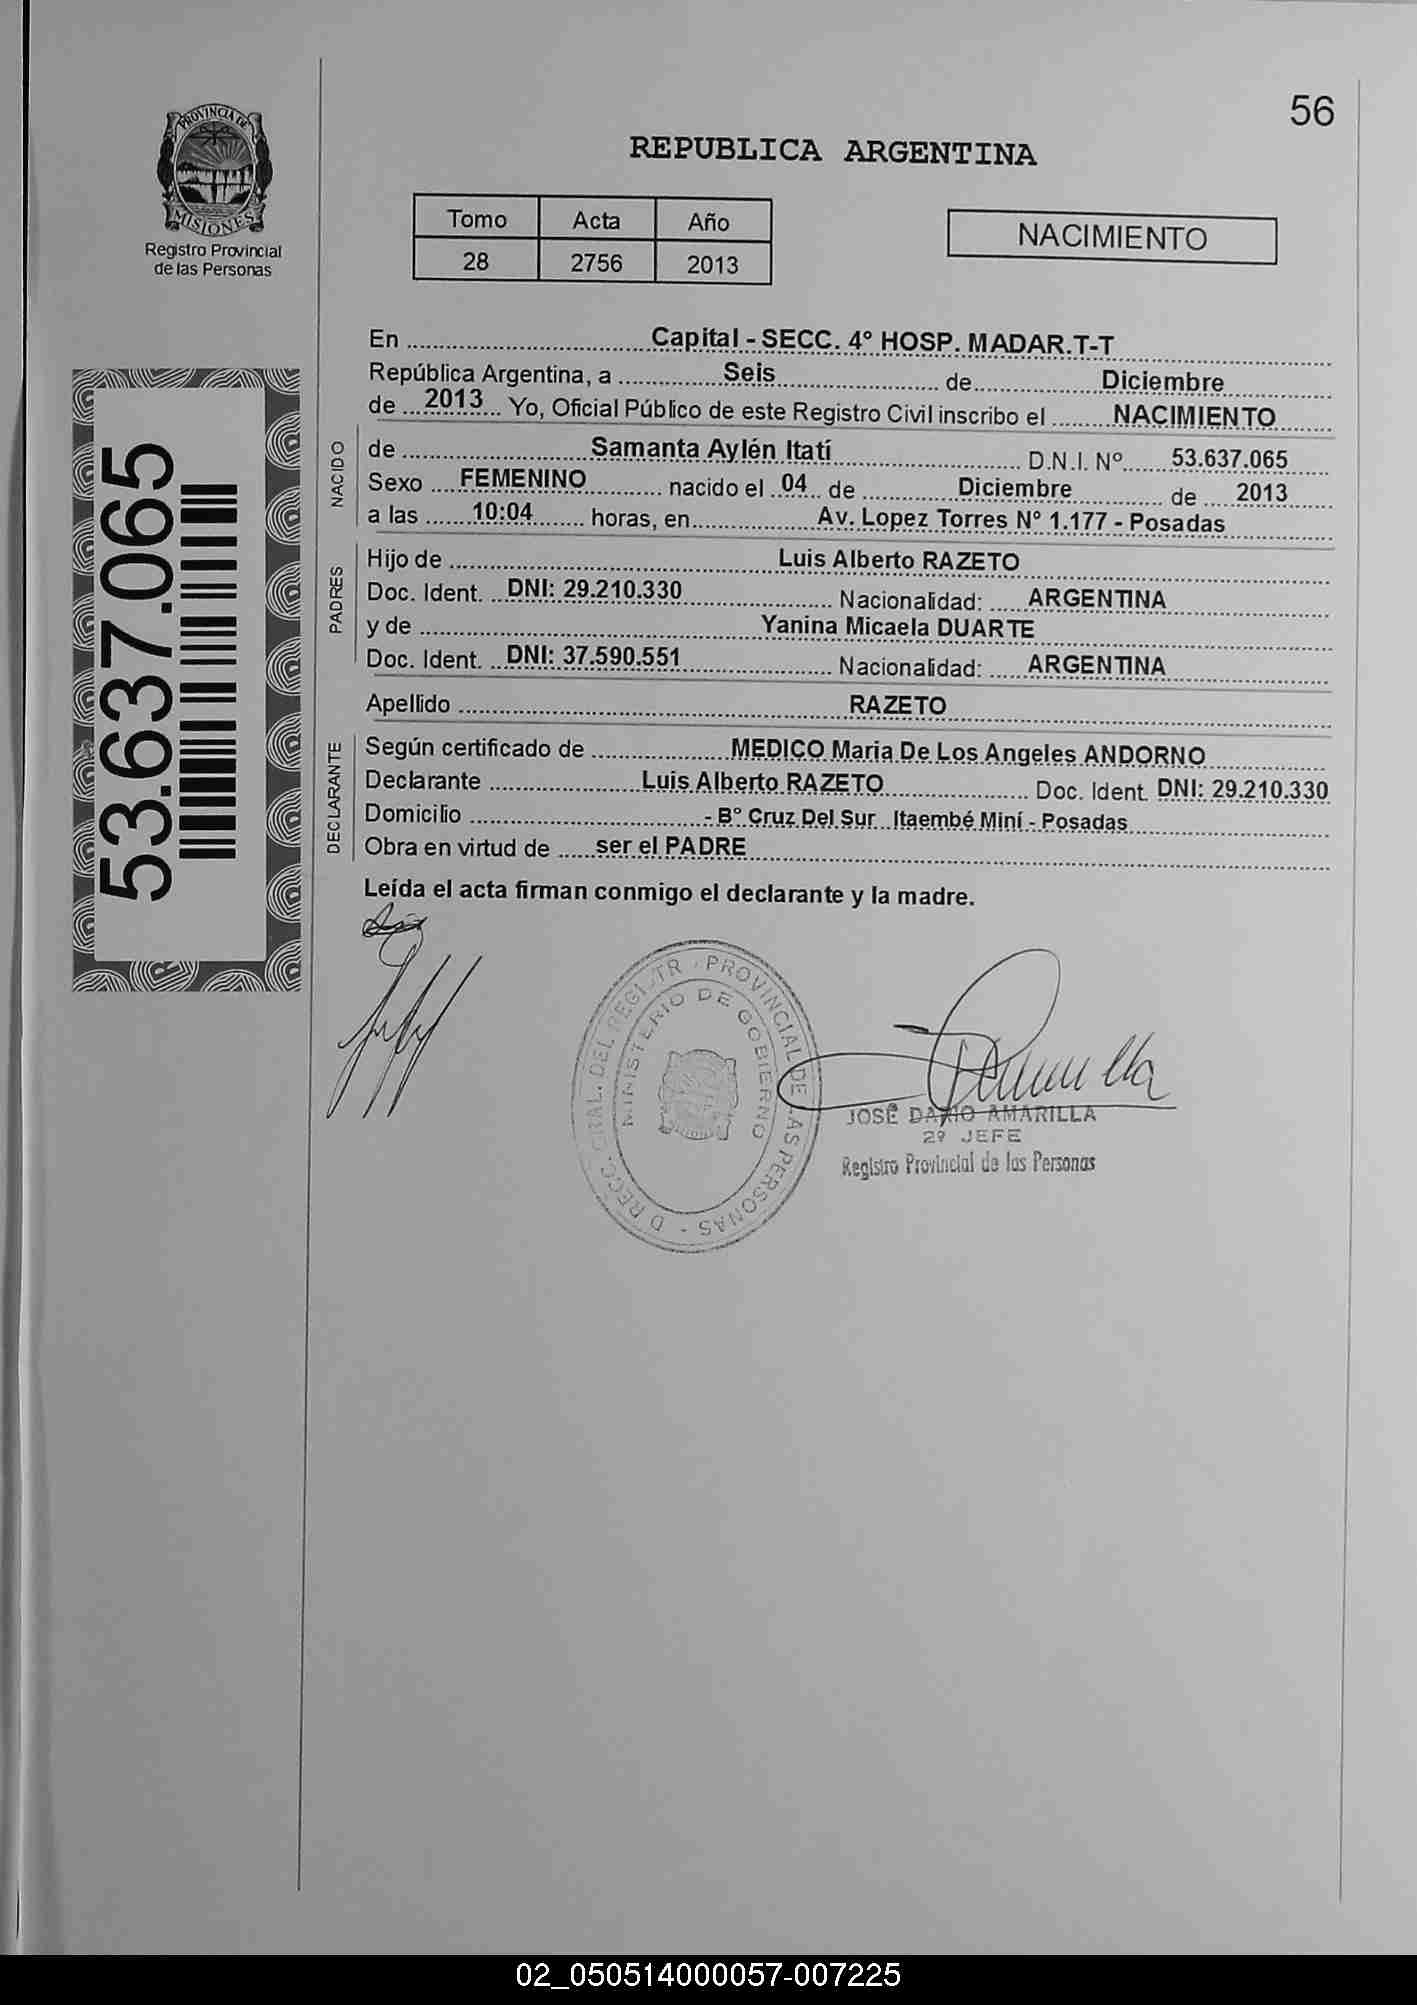 56
PROVINCIA DE
MISIONES
Registro Provincial
de las Personas
REPUBLICA ARGENTINA
Tomo Acta Año
28 2756 2013
NACIMIENTO
53.637.065
En Capital - SECC. 4º HOSP. MADAR.T-T
República Argentina, a Seis de Diciembre
de 2013 Yo, Oficial Público de este Registro Civil inscribo el NACIMIENTO
NACIDO
de Samanta Aylén Itatí D.N.I. Nº 53.637.065
Sexo FEMENINO nacido el 04 de Diciembre de 2013
a las 10:04 horas, en Av. Lopez Torres Nº 1.177 - Posadas
PADRES
Hijo de Luis Alberto RAZETO
Doc. Ident. DNI: 29.210.330 Nacionalidad: ARGENTINA
y de Yanina Micaela DUARTE
Doc. Ident. DNI: 37.590.551 Nacionalidad: ARGENTINA
Apellido RAZETO
DECLARANTE
Según certificado de MEDICO Maria De Los Angeles ANDORNO
Declarante Luis Alberto RAZETO Doc. Ident. DNI: 29.210.330
Domicilio - Bº Cruz Del Sur Itaembé Miní - Posadas
Obra en virtud de ser el PADRE
Leída el acta firman conmigo el declarante y la madre.
PROVINCIAL DE LAS PERSONAS
MINISTERIO DE GOBIERNO
JOSÉ DARIO AMARILLA
2º JEFE
Registro Provincial de las Personas
02_050514000057-007225